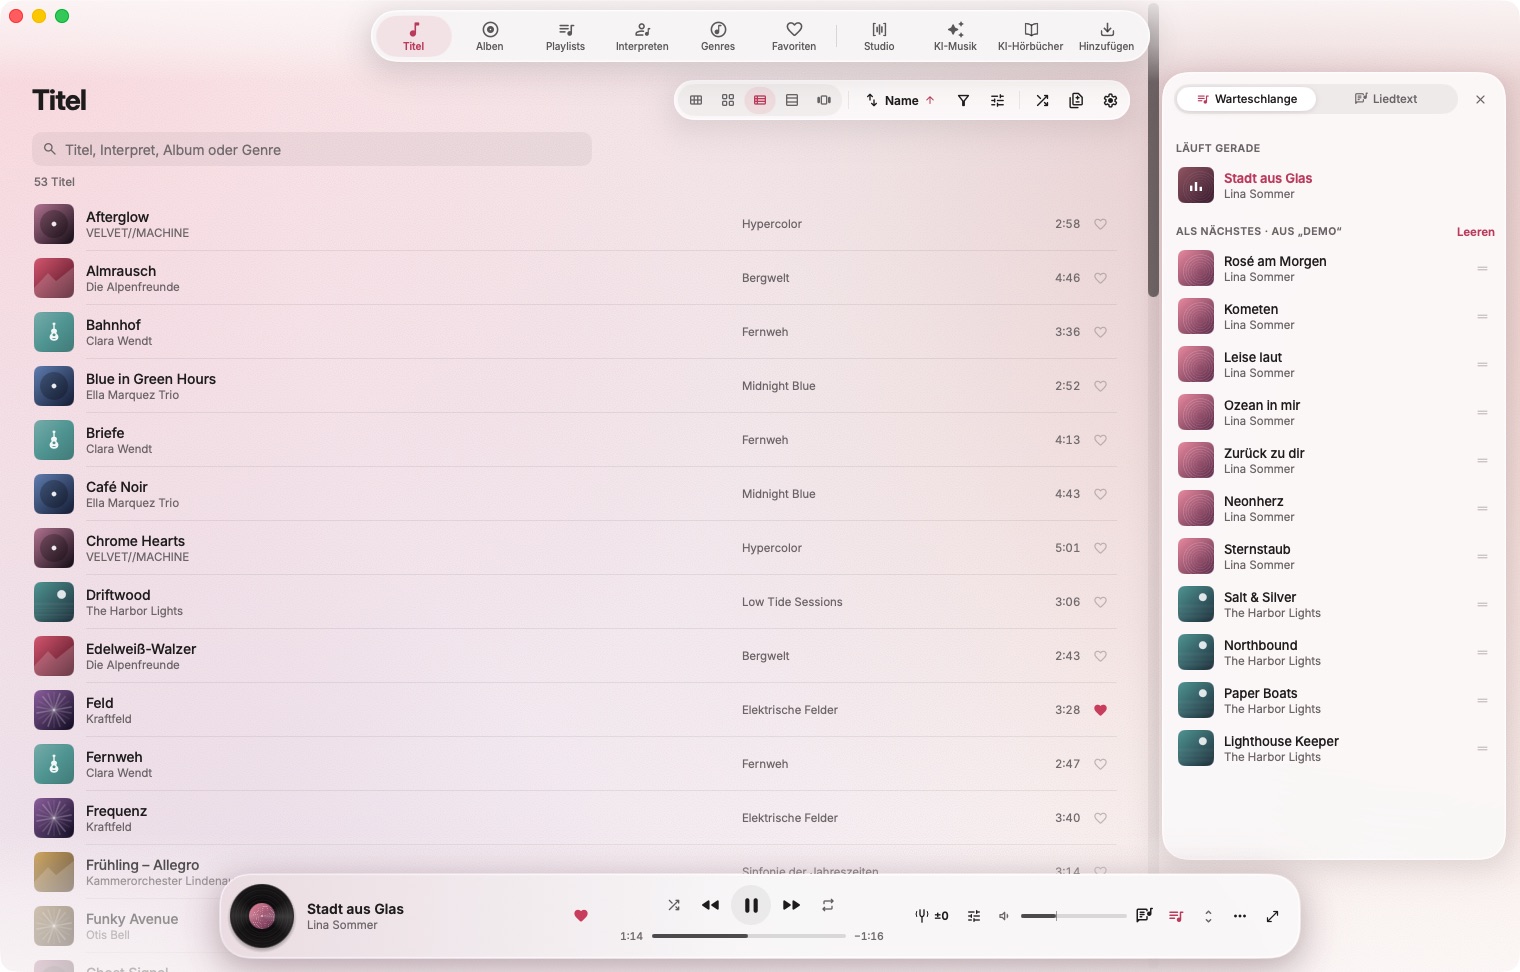 Titel
Alben
Playlists
Interpreten
Genres
Favoriten
Studio
KI-Musik
KI-Hörbücher
Hinzufügen
Titel
Name
Titel, Interpret, Album oder Genre
53 Titel
Afterglow
VELVET//MACHINE
Hypercolor
2:58
Almrausch
Die Alpenfreunde
Bergwelt
4:46
Bahnhof
Clara Wendt
Fernweh
3:36
Blue in Green Hours
Ella Marquez Trio
Midnight Blue
2:52
Briefe
Clara Wendt
Fernweh
4:13
Café Noir
Ella Marquez Trio
Midnight Blue
4:43
Chrome Hearts
VELVET//MACHINE
Hypercolor
5:01
Driftwood
The Harbor Lights
Low Tide Sessions
3:06
Edelweiß-Walzer
Die Alpenfreunde
Bergwelt
2:43
Feld
Kraftfeld
Elektrische Felder
3:28
Fernweh
Clara Wendt
Fernweh
2:47
Frequenz
Kraftfeld
Elektrische Felder
3:40
Frühling – Allegro
Kammerorchester
Sinfonie der Jahreszeiten
3:14
Funky Avenue
Otis Bell
Ghost Signal
Warteschlange
Liedtext
LÄUFT GERADE
Stadt aus Glas
Lina Sommer
ALS NÄCHSTES · AUS „DEMO“
Leeren
Rosé am Morgen
Lina Sommer
Kometen
Lina Sommer
Leise laut
Lina Sommer
Ozean in mir
Lina Sommer
Zurück zu dir
Lina Sommer
Neonherz
Lina Sommer
Sternstaub
Lina Sommer
Salt & Silver
The Harbor Lights
Northbound
The Harbor Lights
Paper Boats
The Harbor Lights
Lighthouse Keeper
The Harbor Lights
Stadt aus Glas
Lina Sommer
1:14
−1:16
±0